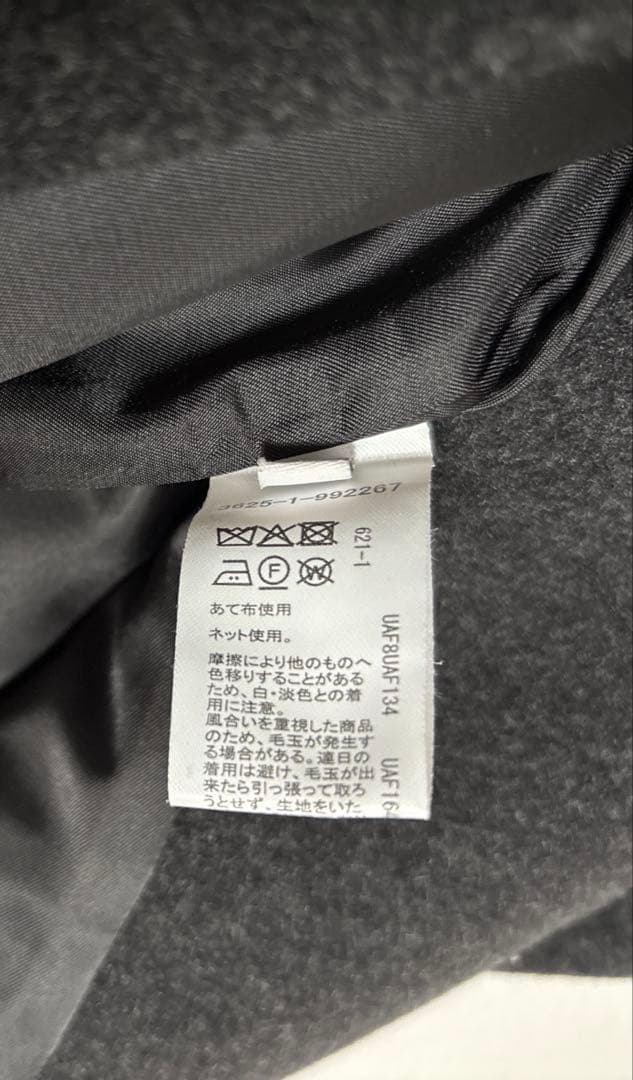 3625-1-992267
621-1
F
W
あて布使用
ネット使用。
摩擦により他のものへ
色移りすることがある
ため、白・淡色との着
用に注意。
風合いを重視した商品
のため、毛玉が発生す
る場合がある。連日の
着用は避け、毛玉が出
来たら引っ張って取ろ
うとせず、生地をいた
UAF8UAF134
UAF164